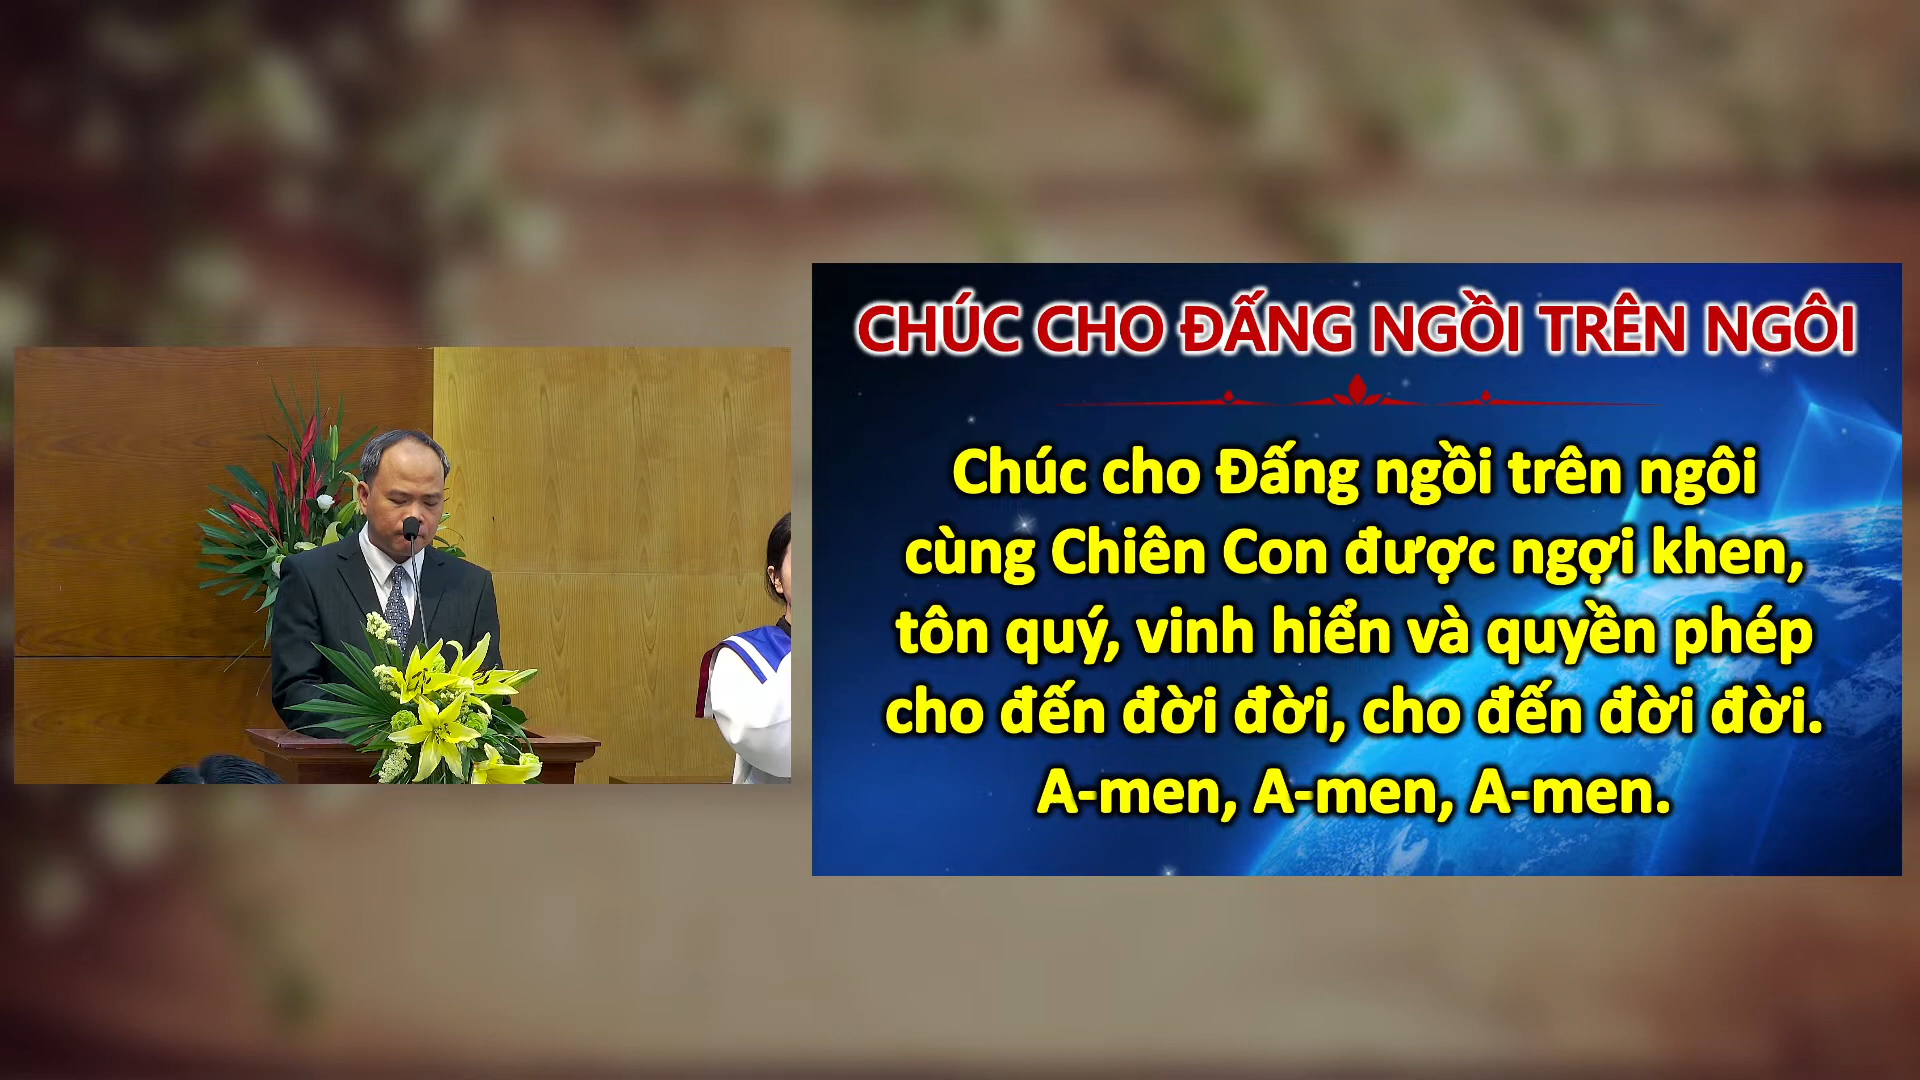 CHÚC CHO ĐẤNG NGỒI TRÊN NGÔI
Chúc cho Đấng ngồi trên ngôi
cùng Chiên Con được ngợi khen,
tôn quý, vinh hiển và quyền phép
cho đến đời đời, cho đến đời đời.
A-men, A-men, A-men.